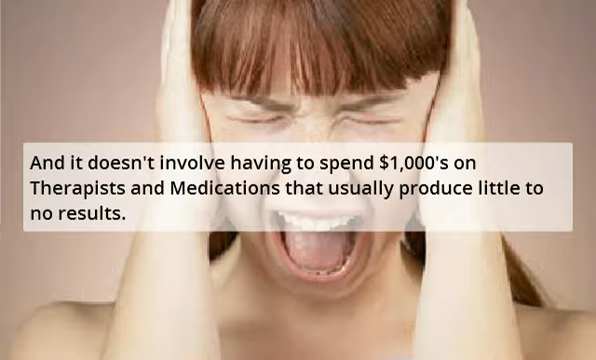 And it doesn't involve having to spend $1,000's on
Therapists and Medications that usually produce little to
no results.